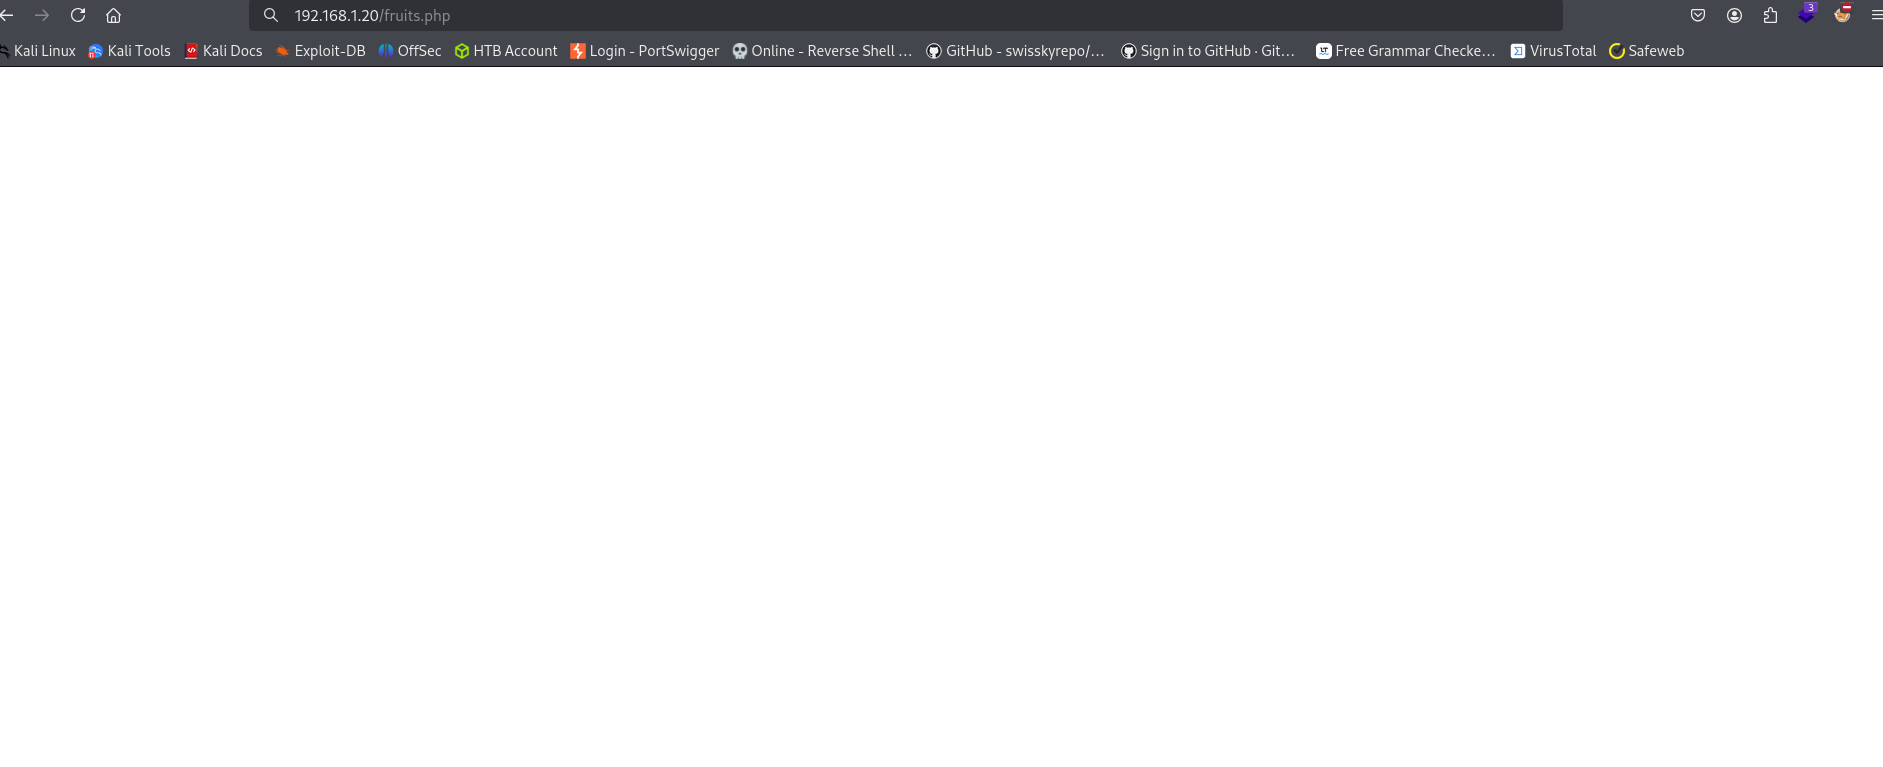 192.168.1.20/fruits.php
3
Kali Linux Kali Tools Kali Docs Exploit-DB OffSec HTB Account Login - PortSwigger Online - Reverse Shell … GitHub - swisskyrepo/… Sign in to GitHub · Git… LT Free Grammar Checke… VirusTotal Safeweb